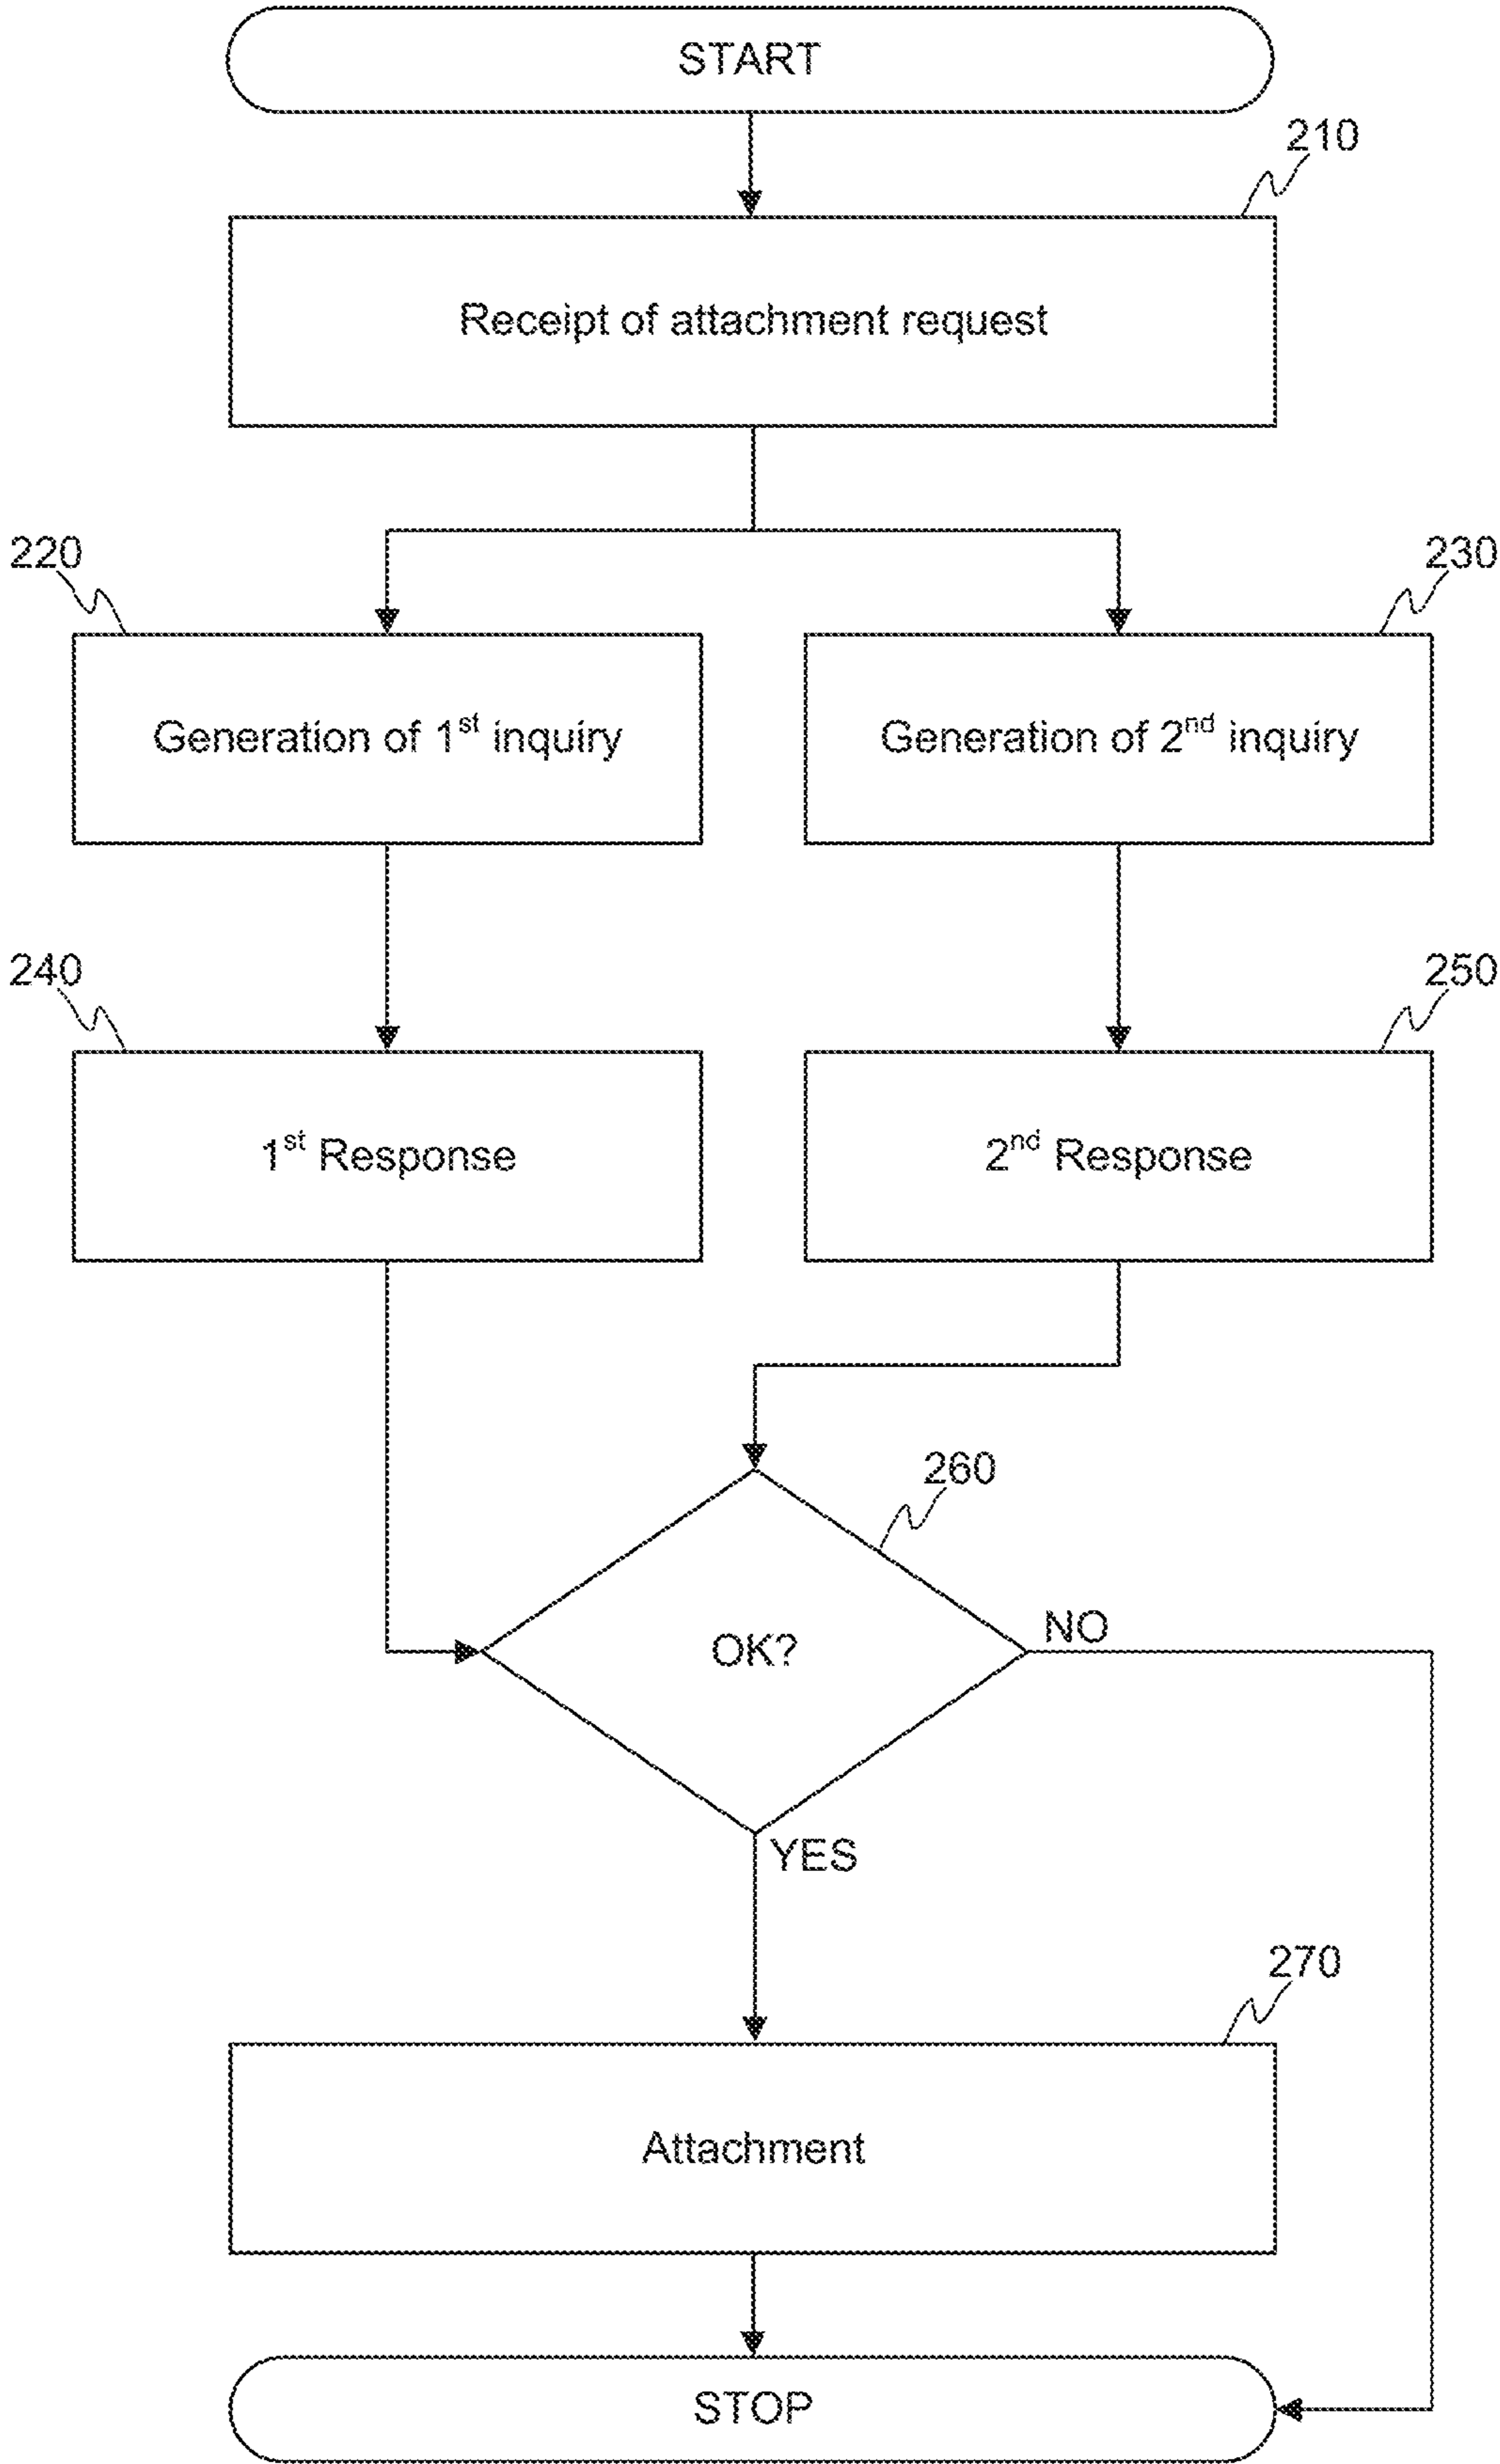 START
210
Receipt of attachment request
220
230
Generation of 1st inquiry
Generation of 2nd inquiry
240
250
1st Response
2nd Response
260
OK?
NO
YES
270
Attachment
STOP